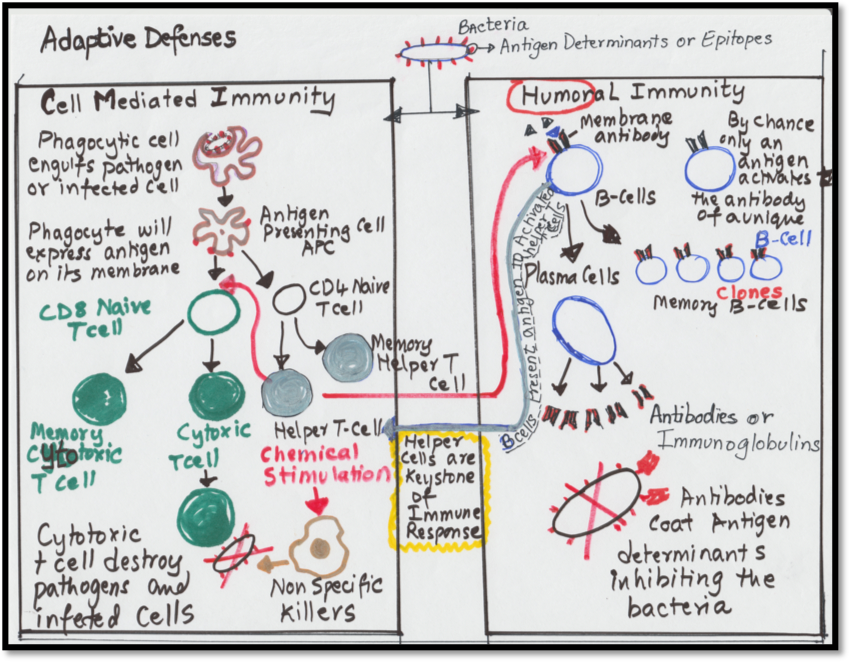 Adaptive Defenses
Bacteria
Antigen Determinants or Epitopes
Cell Mediated Immunity
Phagocytic cell
engulfs pathogen
or infected cell
Phagocyte will
express antigen
on its membrane
Antigen
Presenting Cell
APC
CD8 Naive
Tcell
CD4 Naive
Tcell
Memory
Helper T
Cell
Memory
Cytotoxic
T cell
Cytoxic
Tcell
Helper T-cell
Chemical
Stimulation
Cytotoxic
t cell destroy
pathogens and
infeted Cells
Non Specific
Killers
Helper
Cells are
Keystone
of
Immune
Response
Humoral Immunity
membrane
antibody
B-Cells
By chance
only an
antigen
activates
the antibody
of a unique
B-Cell
Bcells Present antigen ID Activated
helper T
Cells
Plasma Cells
Clones
Memory B-cells
Antibodies or
Immunoglobulins
Antibodies
coat Antigen
determinants
inhibiting the
bacteria